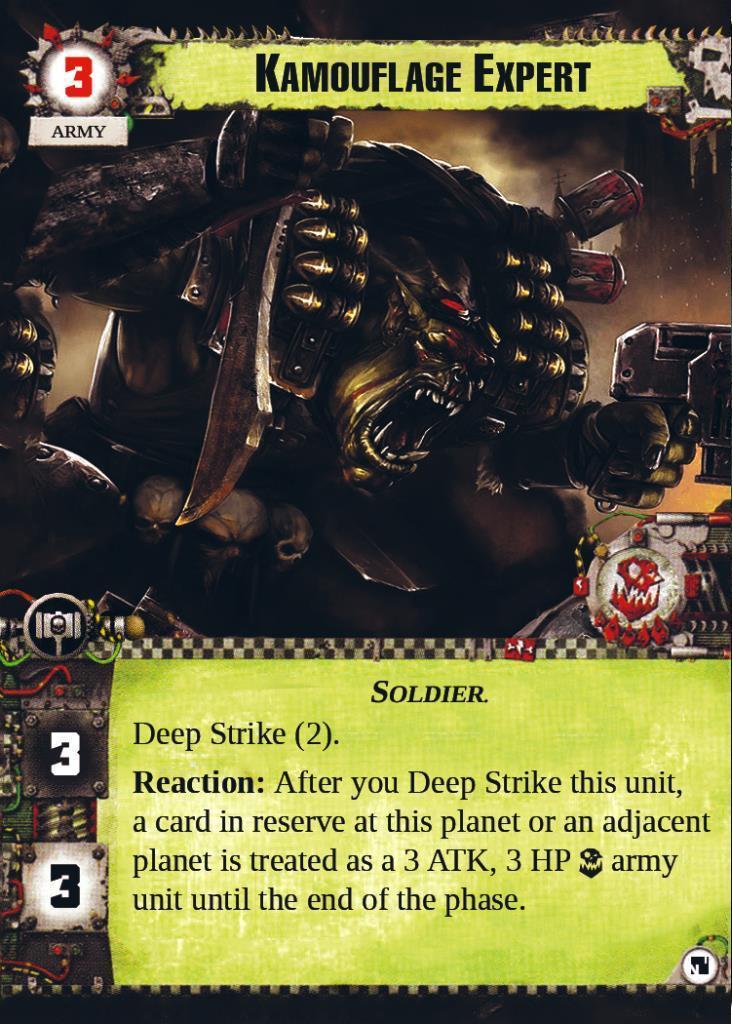 3
KAMOUFLAGE EXPERT
ARMY
SOLDIER.
3
Deep Strike (2).
Reaction: After you Deep Strike this unit,
a card in reserve at this planet or an adjacent
planet is treated as a 3 ATK, 3 HP army
3
unit until the end of the phase.